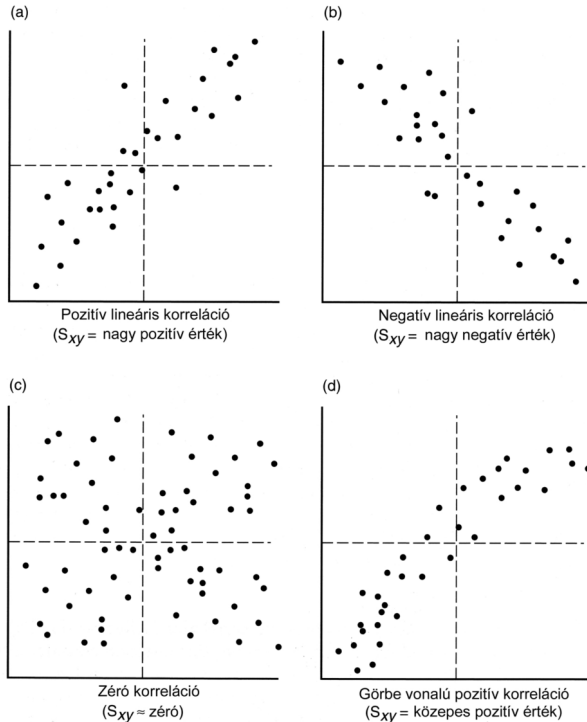 (a)
(b)
Pozitív lineáris korreláció
(Sxy = nagy pozitív érték)
Negatív lineáris korreláció
(Sxy = nagy negatív érték)
(c)
(d)
Zéró korreláció
(Sxy ≈ zéró)
Görbe vonalú pozitív korreláció
(Sxy = közepes pozitív érték)